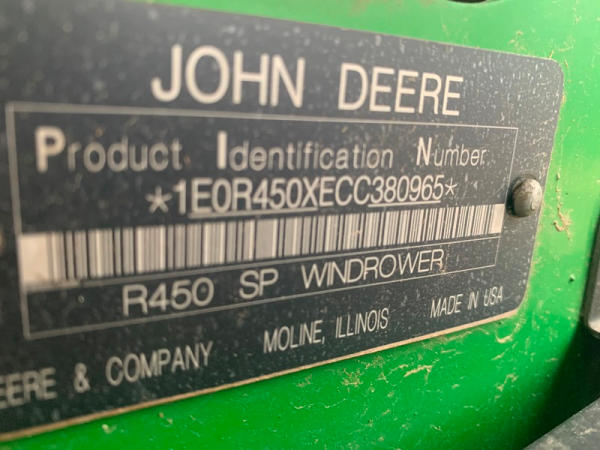 JOHN DEERE
Product Identification Number
*1E0R450XECC380965*
R450 SP WINDROWER
EERE & COMPANY MOLINE, ILLINOIS MADE IN USA